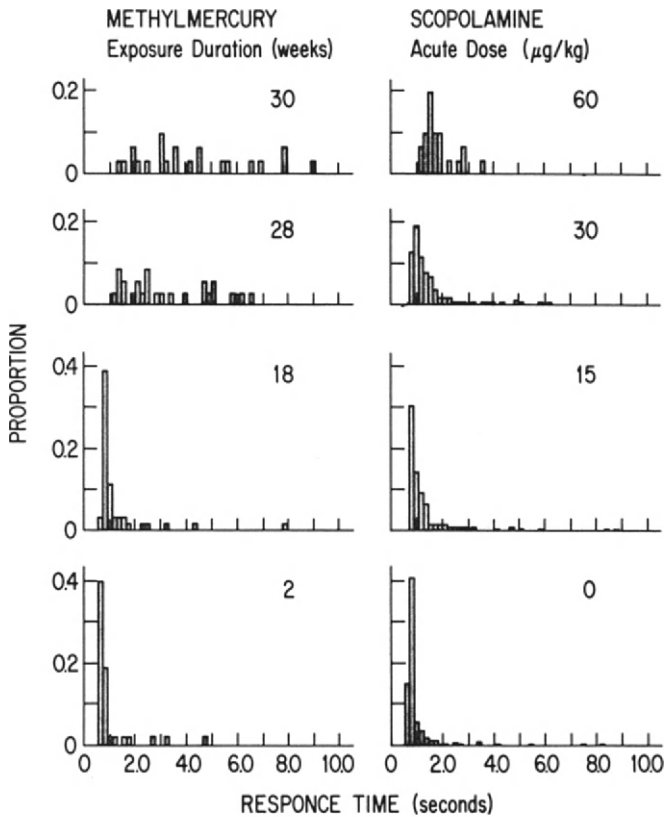 METHYLMERCURY
Exposure Duration (weeks)
SCOPOLAMINE
Acute Dose (μg/kg)
0.2
0
30
60
0.2
0
28
30
PROPORTION
0.4
0.2
0
18
15
0.4
0.2
0
2
0
0 2.0 4.0 6.0 8.0 10.0
0 2.0 4.0 6.0 8.0 10.0
RESPONCE TIME (seconds)